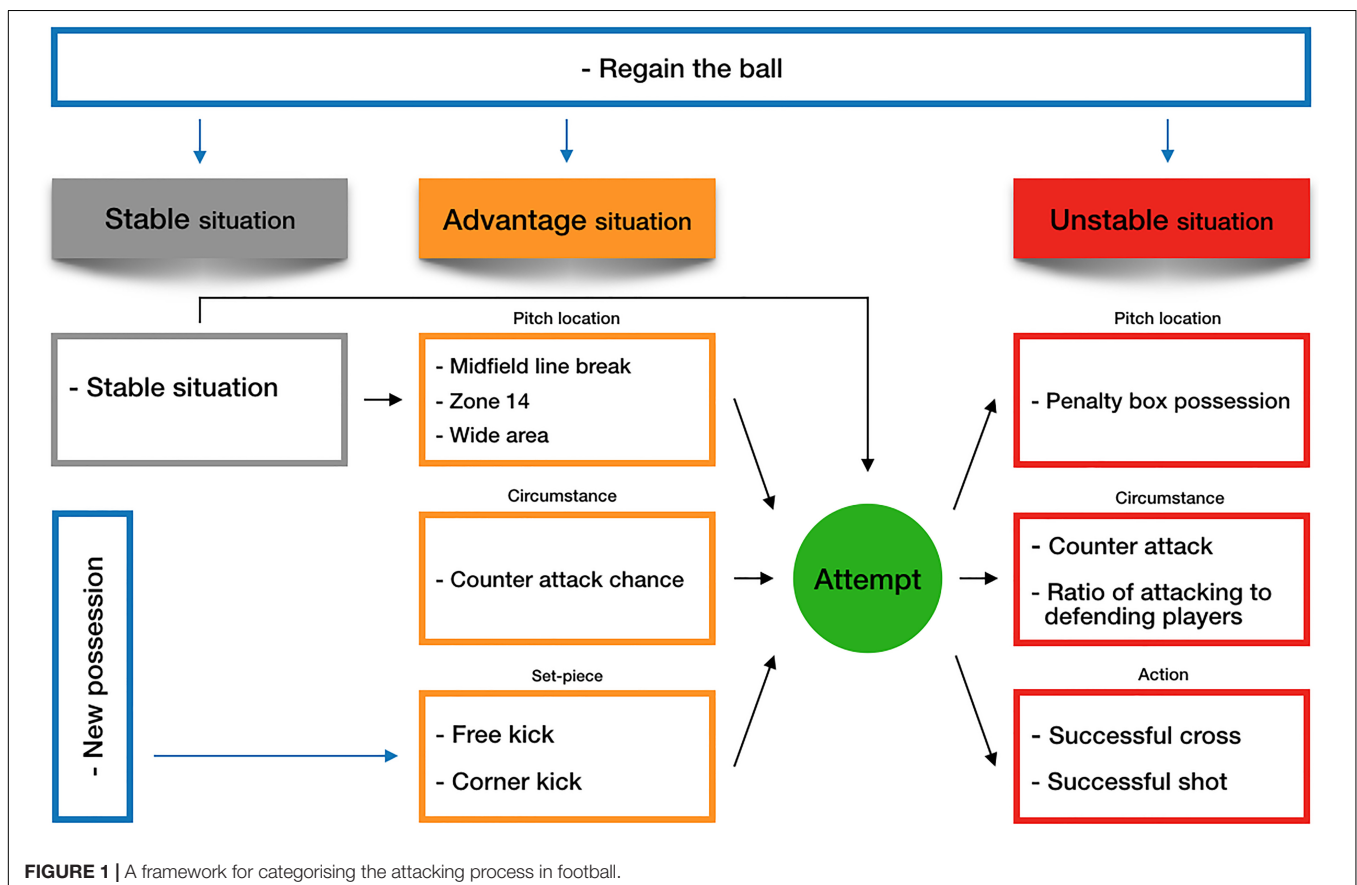 - Regain the ball
Stable situation
Advantage situation
Unstable situation
Pitch location
Pitch location
- Stable situation
- Midfield line break
- Zone 14
- Wide area
- Penalty box possession
Circumstance
Circumstance
- New possession
- Counter attack chance
Attempt
- Counter attack
- Ratio of attacking to
defending players
Set-piece
Action
- Free kick
- Corner kick
- Successful cross
- Successful shot
FIGURE 1 | A framework for categorising the attacking process in football.